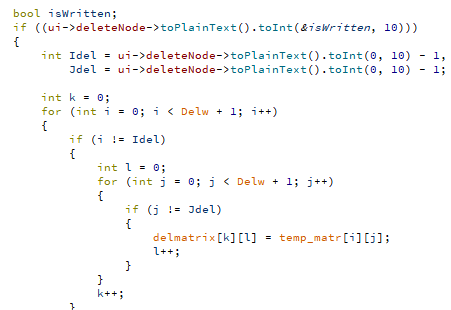 bool isWritten;
if ((ui->deleteNode->toPlainText().toInt(&isWritten, 10)))
{
    int Idel = ui->deleteNode->toPlainText().toInt(0, 10) - 1,
        Jdel = ui->deleteNode->toPlainText().toInt(0, 10) - 1;

    int k = 0;
    for (int i = 0; i < Delw + 1; i++)
    {
        if (i != Idel)
        {
            int l = 0;
            for (int j = 0; j < Delw + 1; j++)
            {
                if (j != Jdel)
                {
                    delmatrix[k][l] = temp_matr[i][j];
                    l++;
                }
            }
            k++;
        }